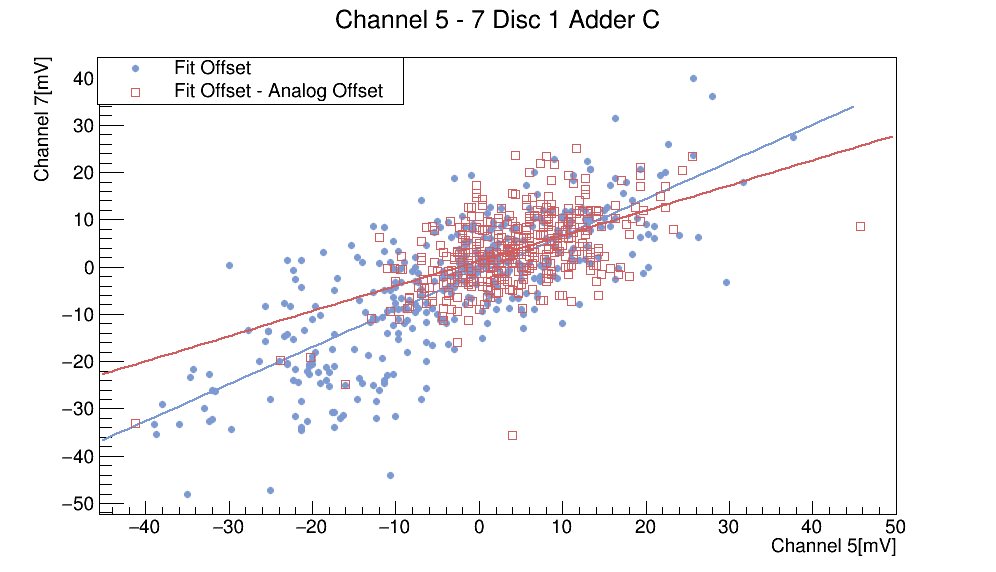 Channel 5 - 7 Disc 1 Adder C
Channel 7[mV]
Fit Offset
Fit Offset - Analog Offset
40
30
20
10
0
−10
−20
−30
−40
−50
−40 −30 −20 −10 0 10 20 30 40 50
Channel 5[mV]